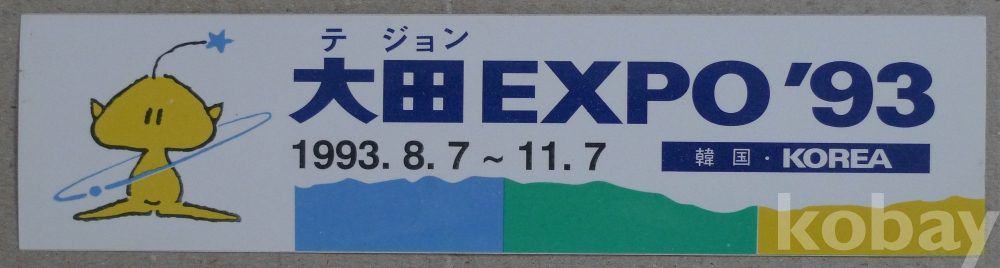 テ ジョン
大田EXPO '93
1993. 8. 7 ~ 11. 7
韓 国 · KOREA
kobay